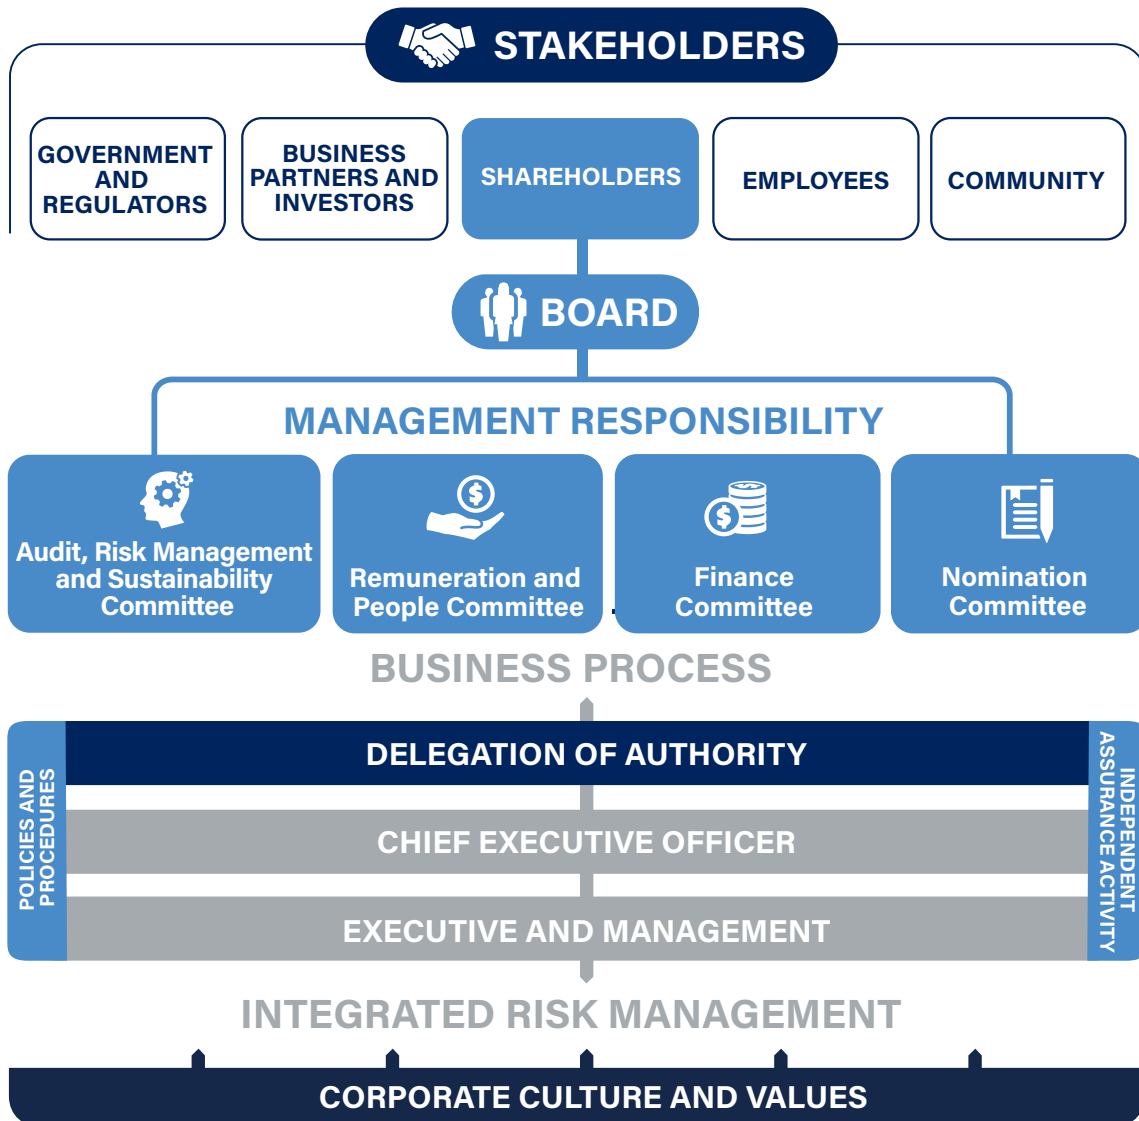 STAKEHOLDERS
GOVERNMENT
AND
REGULATORS
BUSINESS
PARTNERS AND
INVESTORS
SHAREHOLDERS
EMPLOYEES
COMMUNITY
BOARD
MANAGEMENT RESPONSIBILITY
Audit, Risk Management
and Sustainability
Committee
Remuneration and
People Committee
Finance
Committee
Nomination
Committee
BUSINESS PROCESS
POLICIES AND
PROCEDURES
DELEGATION OF AUTHORITY
CHIEF EXECUTIVE OFFICER
EXECUTIVE AND MANAGEMENT
INDEPENDENT
ASSURANCE ACTIVITY
INTEGRATED RISK MANAGEMENT
CORPORATE CULTURE AND VALUES